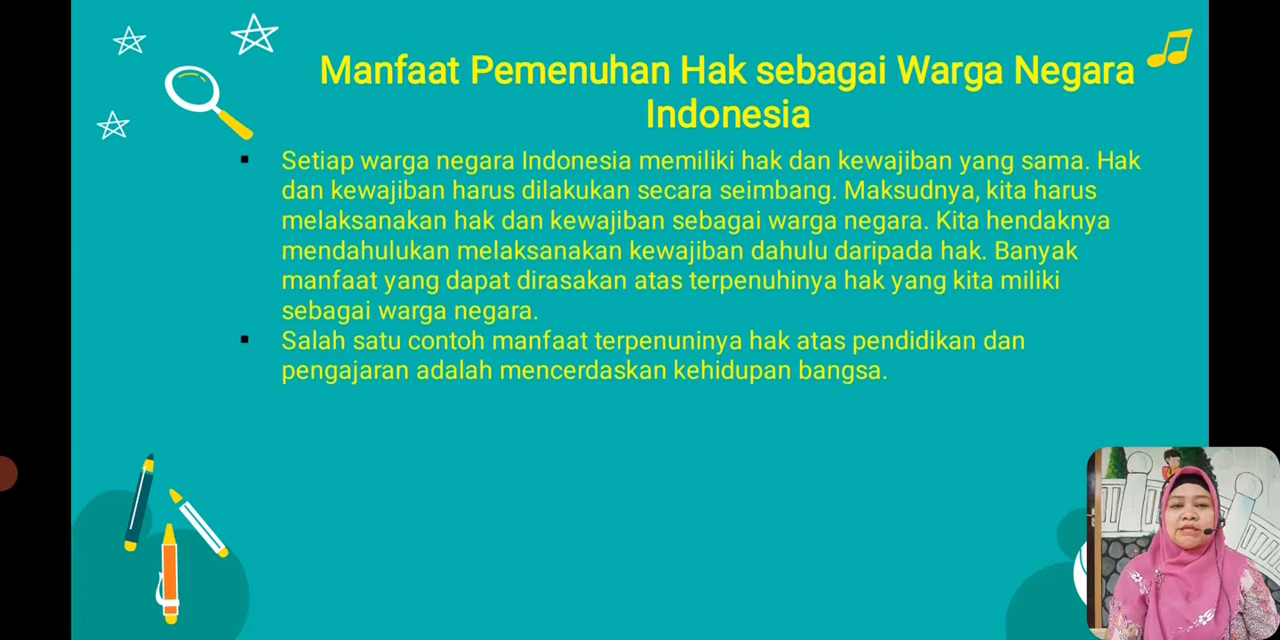 Manfaat Pemenuhan Hak sebagai Warga Negara
Indonesia
Setiap warga negara Indonesia memiliki hak dan kewajiban yang sama. Hak
dan kewajiban harus dilakukan secara seimbang. Maksudnya, kita harus
melaksanakan hak dan kewajiban sebagai warga negara. Kita hendaknya
mendahulukan melaksanakan kewajiban dahulu daripada hak. Banyak
manfaat yang dapat dirasakan atas terpenuhinya hak yang kita miliki
sebagai warga negara.
Salah satu contoh manfaat terpenuninya hak atas pendidikan dan
pengajaran adalah mencerdaskan kehidupan bangsa.